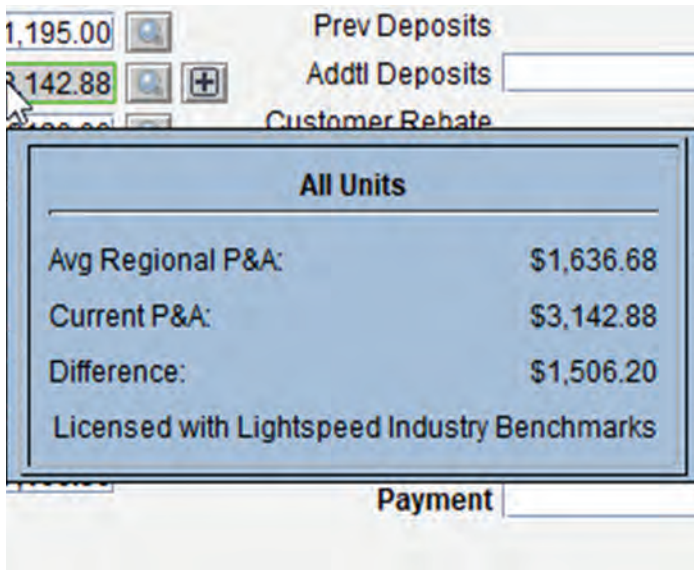 1,195.00 Prev Deposits
3,142.88 Addtl Deposits
Customer Rebate
All Units
Avg Regional P&A: $1,636.68
Current P&A: $3,142.88
Difference: $1,506.20
Licensed with Lightspeed Industry Benchmarks
Payment